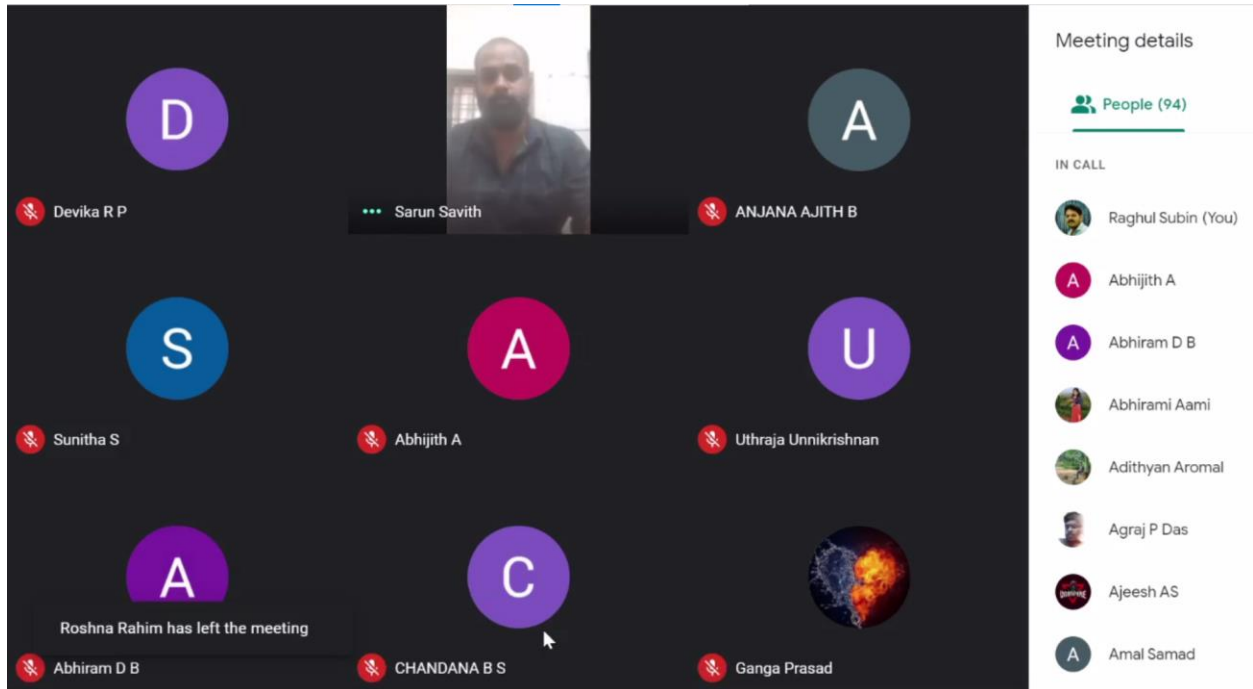 D
Devika R P
Sarun Savith
A
ANJANA AJITH B
S
Sunitha S
A
Abhijith A
U
Uthraja Unnikrishnan
A
Roshna Rahim has left the meeting
Abhiram D B
C
CHANDANA B S
Ganga Prasad
Meeting details
People (94)
IN CALL
Raghul Subin (You)
A
Abhijith A
A
Abhiram D B
Abhirami Aami
Adithyan Aromal
Agraj P Das
Ajeesh AS
A
Amal Samad